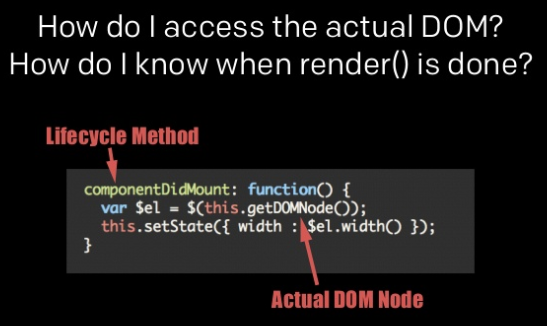 How do I access the actual DOM?
How do I know when render() is done?
Lifecycle Method
componentDidMount: function() {
var $el = $(this.getDOMNode());
this.setState({ width : $el.width() });
}
Actual DOM Node